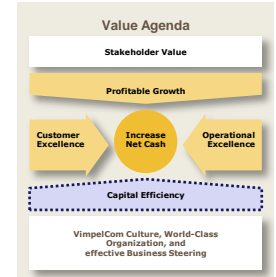 Value Agenda
Stakeholder Value
Profitable Growth
Customer
Excellence
Increase
Net Cash
Operational
Excellence
Capital Efficiency
VimpelCom Culture, World-Class
Organization, and
effective Business Steering